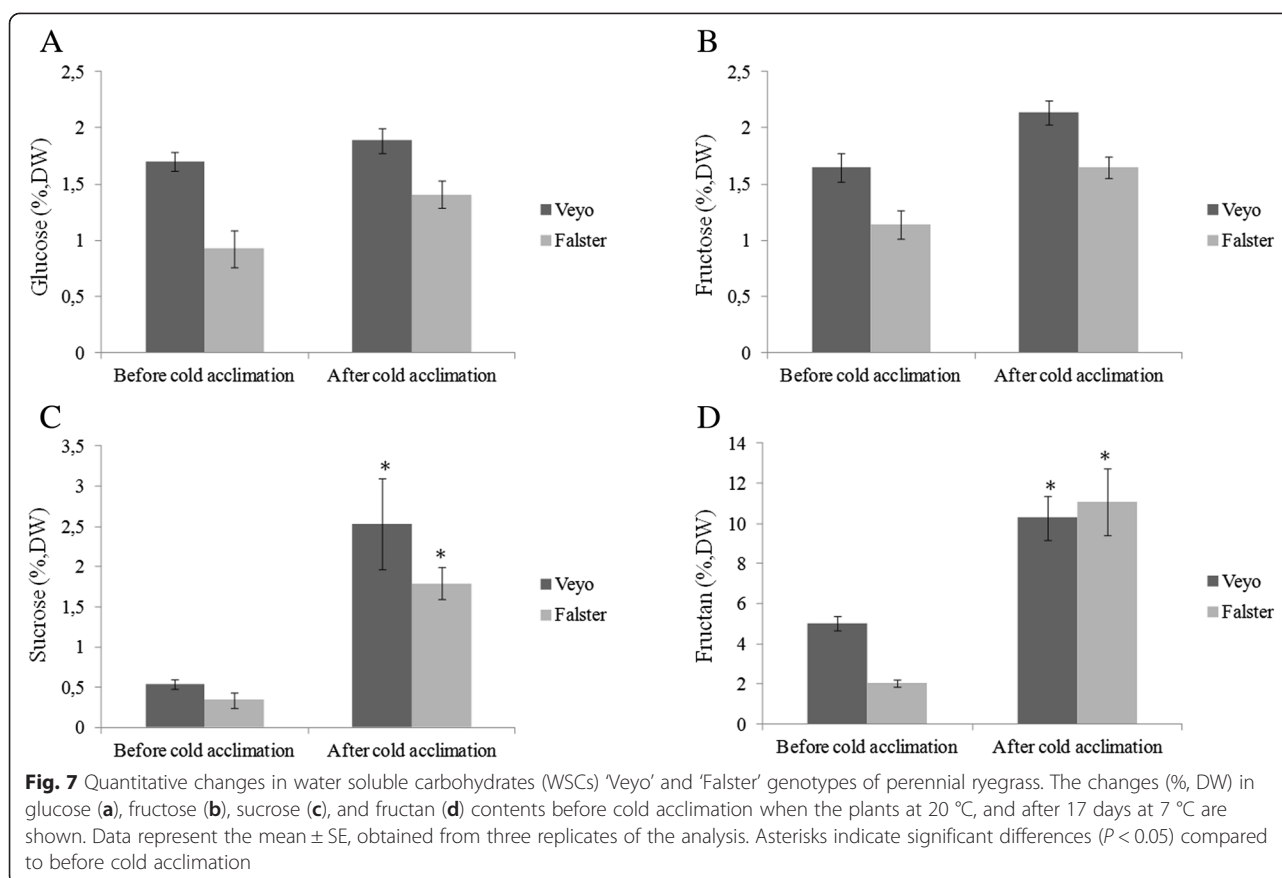 A
2,5
2
1,5
1
0,5
0
Glucose (%,DW)
Before cold acclimation
After cold acclimation
Veyo
Falster
B
2,5
2
1,5
1
0,5
0
Fructose (%,DW)
Before cold acclimation
After cold acclimation
Veyo
Falster
C
3,5
3
2,5
2
1,5
1
0,5
0
Sucrose (%,DW)
*
*
Before cold acclimation
After cold acclimation
Veyo
Falster
D
14
12
10
8
6
4
2
0
Fructan (%,DW)
*
*
Before cold acclimation
After cold acclimation
Veyo
Falster
Fig. 7 Quantitative changes in water soluble carbohydrates (WSCs) ‘Veyo’ and ‘Falster’ genotypes of perennial ryegrass. The changes (%, DW) in
glucose (a), fructose (b), sucrose (c), and fructan (d) contents before cold acclimation when the plants at 20 °C, and after 17 days at 7 °C are
shown. Data represent the mean ± SE, obtained from three replicates of the analysis. Asterisks indicate significant differences (P < 0.05) compared
to before cold acclimation